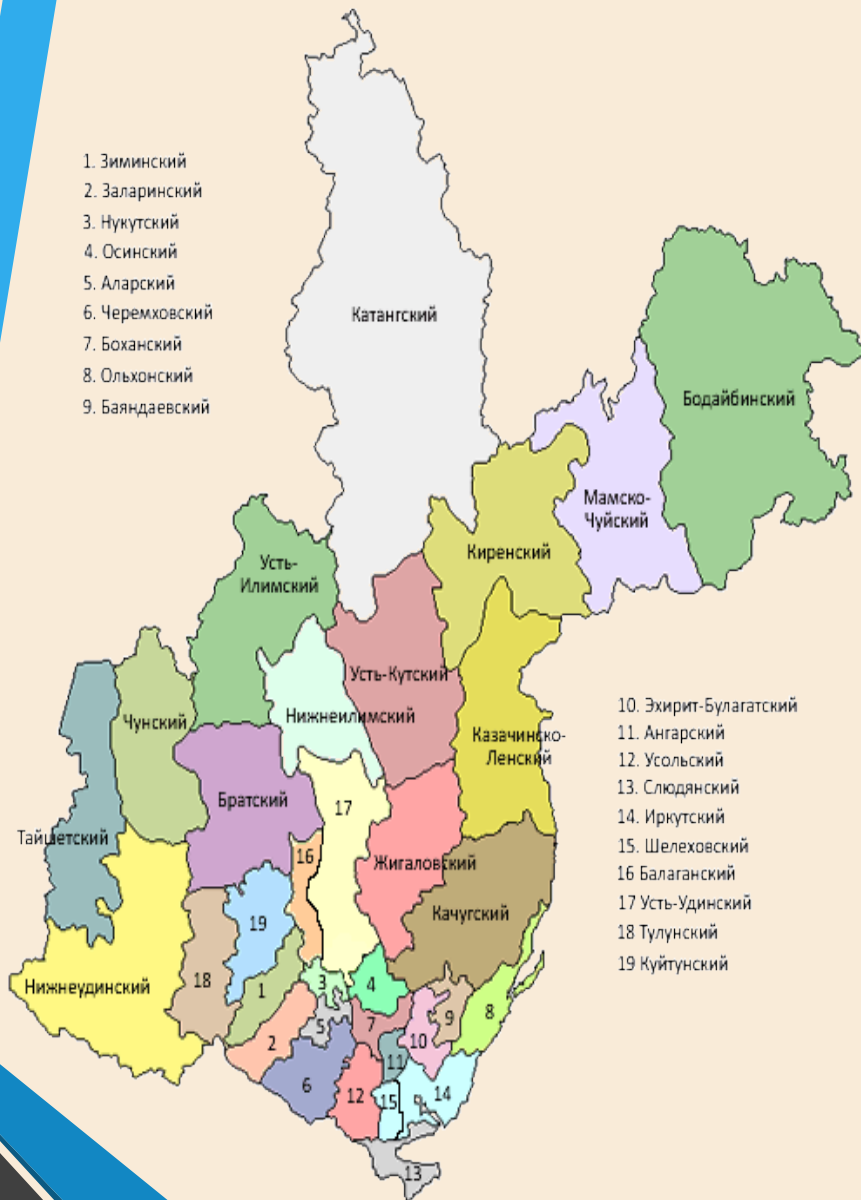 1. Зиминский
2. Заларинский
3. Нукутский
4. Осинский
5. Аларский
6. Черемховский
7. Боханский
8. Ольхонский
9. Баяндаевский
Катангский
Бодайбинский
Мамско-
Чуйский
Киренский
Усть-
Илимский
Усть-Кутский
Нижнеилимский
Чунский
Казачинско-
Ленский
Братский
17
Тайшетский
16
Жигаловский
Качугский
19
18
Нижнеудинский
1
3
4
2
5
7
10
9
8
11
6
12
15
14
13
10. Эхирит-Булагатский
11. Ангарский
12. Усольский
13. Слюдянский
14. Иркутский
15. Шелеховский
16 Балаганский
17 Усть-Удинский
18 Тулунский
19 Куйтунский